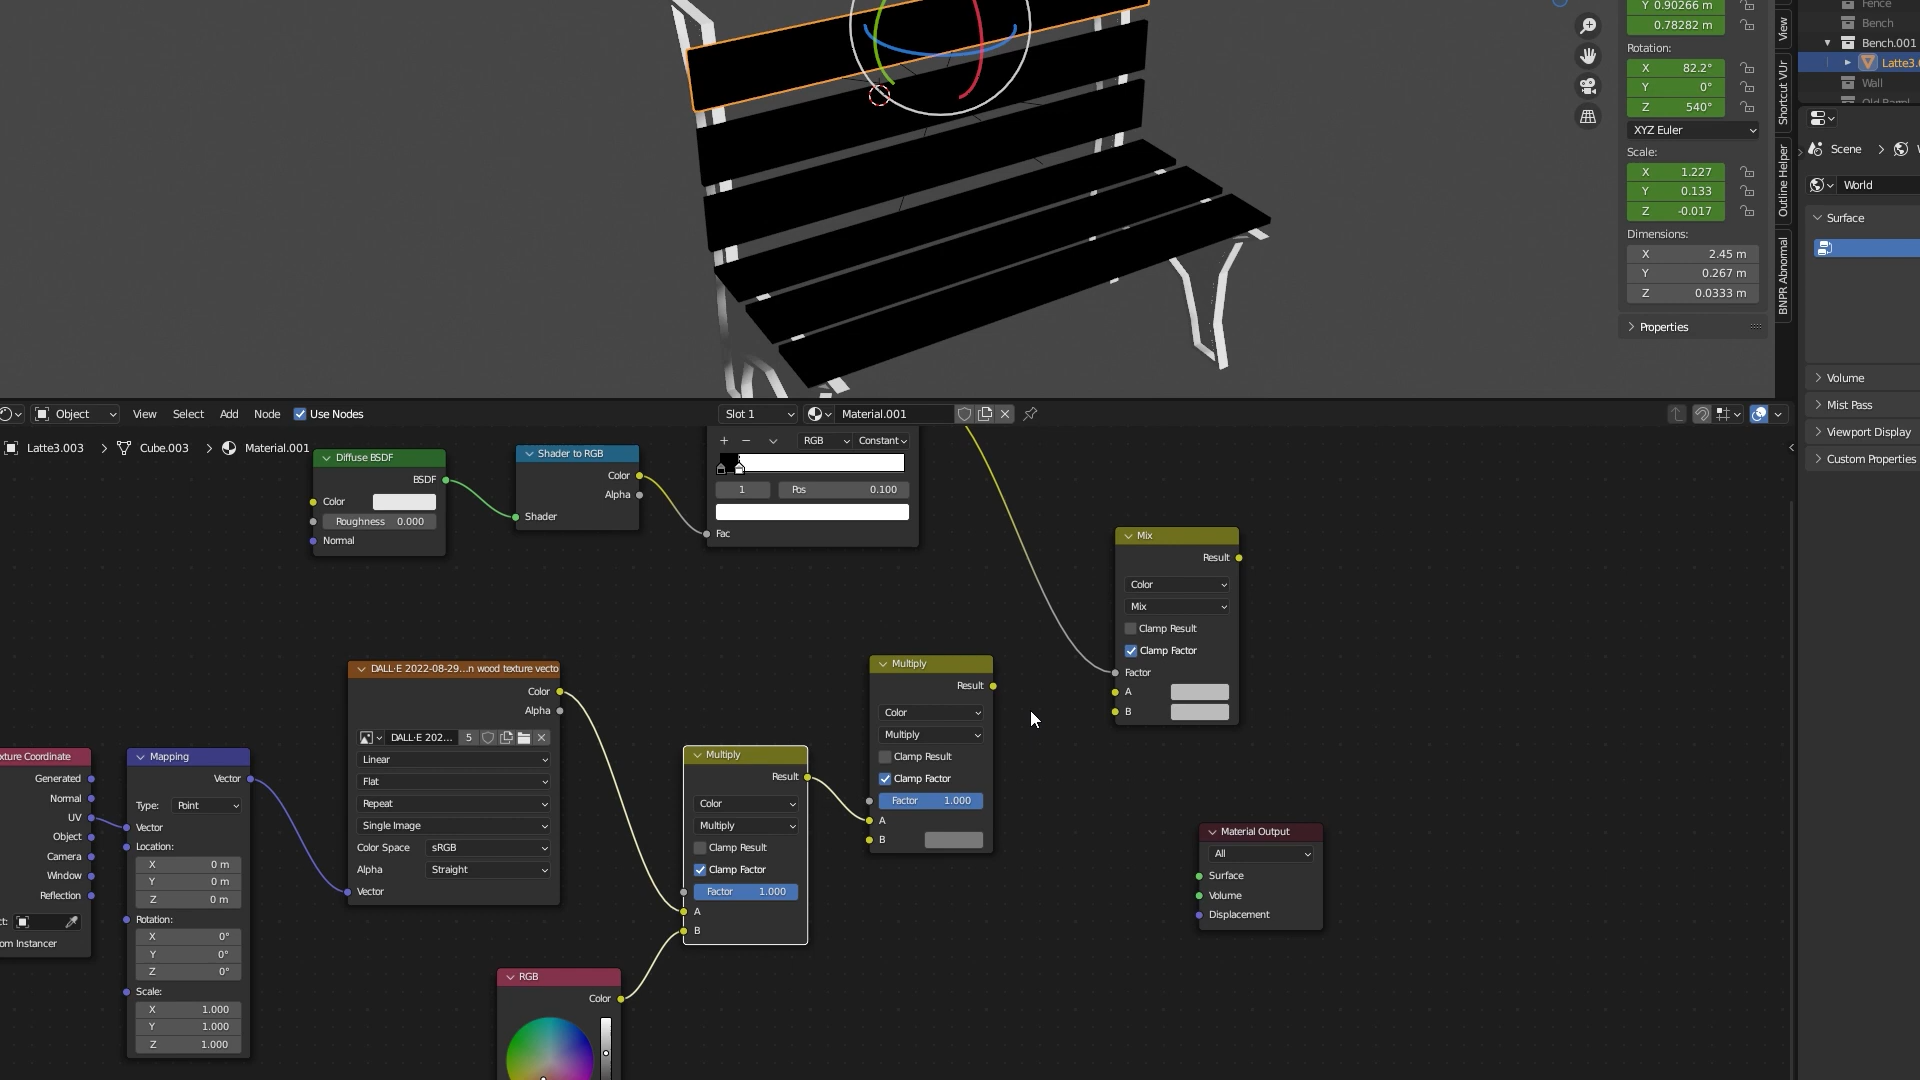 Y 0.90266 m
0.78282 m
Rotation:
X 82.2°
Y 0°
Z 540°
XYZ Euler
Scale:
X 1.227
Y 0.133
Z -0.017
Dimensions:
X 2.45 m
Y 0.267 m
Z 0.0333 m
Properties
View
Shortcut VUr
Outline Helper
BNPR Abnormal
Fence
Bench
Bench.001
Latte3.
Wall
Scene
World
Surface
Volume
Mist Pass
Viewport Display
Custom Properties
Object View Select Add Node Use Nodes Slot 1 Material.001
Latte3.003 Cube.003 Material.001
Diffuse BSDF
BSDF
Color
Roughness 0.000
Normal
Shader to RGB
Color
Alpha
Shader
+ − RGB Constant
1 Pos 0.100
Fac
Mix
Result
Color
Mix
Clamp Result
Clamp Factor
Factor
A
B
xture Coordinate
Generated
Normal
UV
Object
Camera
Window
Reflection
ct:
om Instancer
Mapping
Vector
Type: Point
Vector
Location:
X 0 m
Y 0 m
Z 0 m
Rotation:
X 0°
Y 0°
Z 0°
Scale:
X 1.000
Y 1.000
Z 1.000
DALL·E 2022-08-29...n wood texture vecto
Color
Alpha
DALL·E 202... 5
Linear
Flat
Repeat
Single Image
Color Space sRGB
Alpha Straight
Vector
Multiply
Result
Color
Multiply
Clamp Result
Clamp Factor
Factor 1.000
A
B
Multiply
Result
Color
Multiply
Clamp Result
Clamp Factor
Factor 1.000
A
B
RGB
Color
Material Output
All
Surface
Volume
Displacement